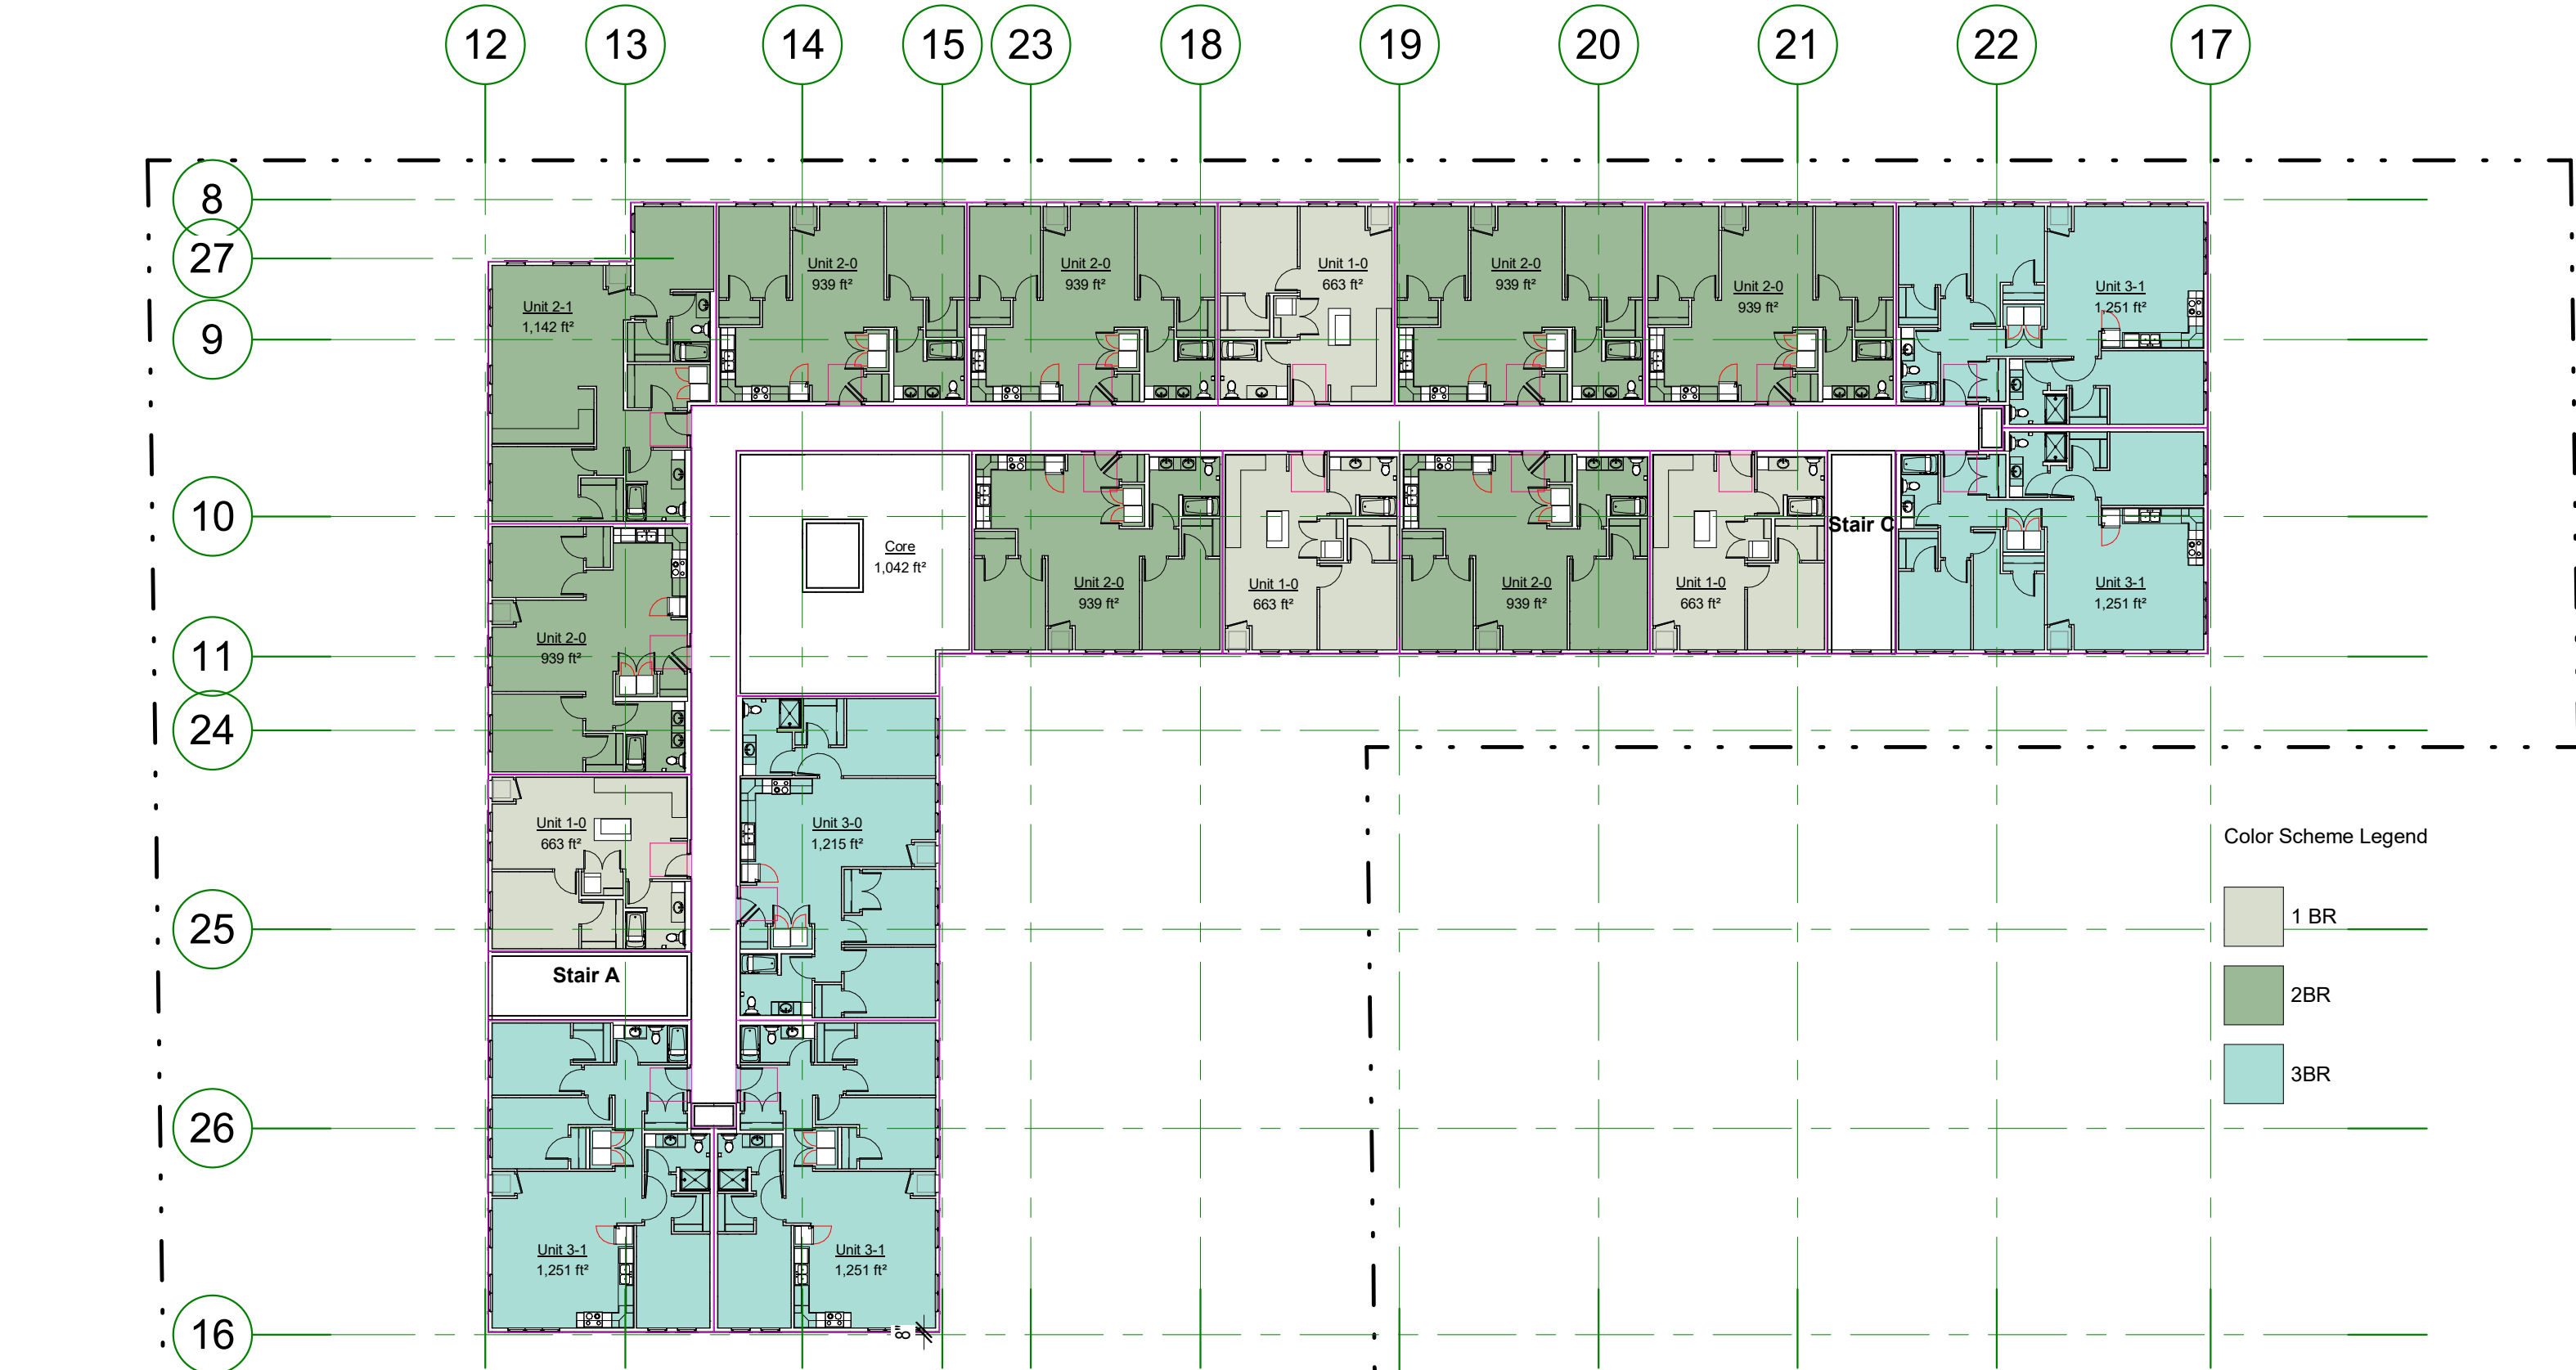 12 13 14 15 23 18 19 20 21 22 17
8
27
9
10
11
24
25
26
16
Unit 2-1
1,142 ft²
Unit 2-0
939 ft²
Unit 2-0
939 ft²
Unit 1-0
663 ft²
Unit 2-0
939 ft²
Unit 2-0
939 ft²
Unit 3-1
1,251 ft²
Core
1,042 ft²
Unit 2-0
939 ft²
Unit 1-0
663 ft²
Unit 2-0
939 ft²
Unit 1-0
663 ft²
Stair C
Unit 3-1
1,251 ft²
Unit 2-0
939 ft²
Unit 1-0
663 ft²
Unit 3-0
1,215 ft²
Stair A
Unit 3-1
1,251 ft²
Unit 3-1
1,251 ft²
8"
Color Scheme Legend
1 BR
2BR
3BR